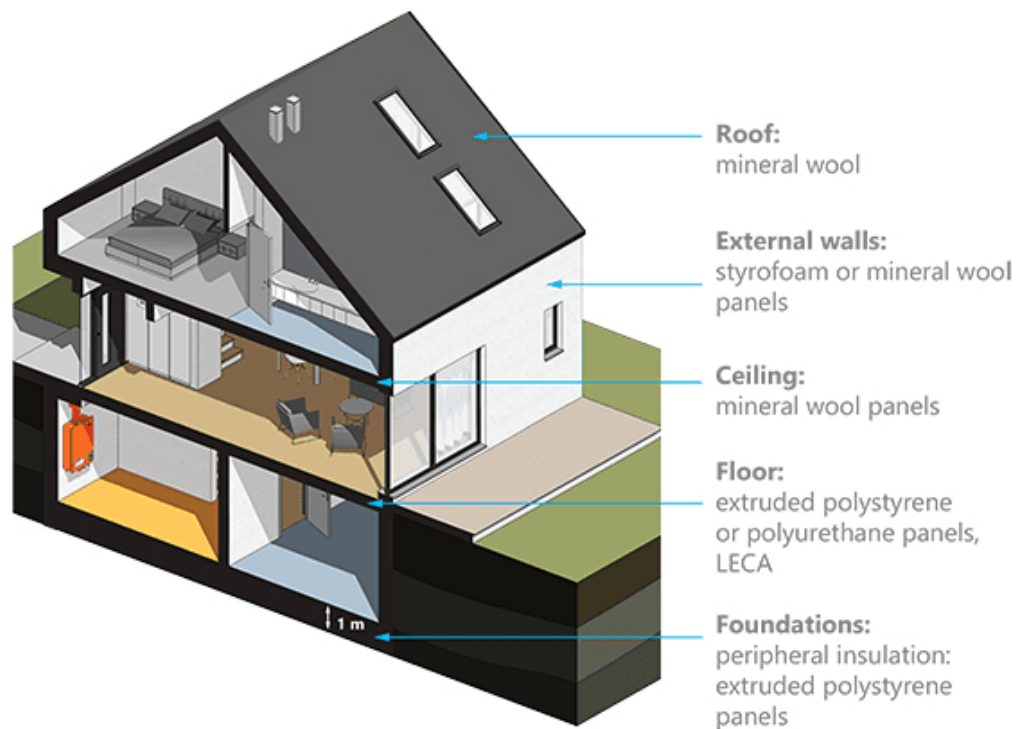 Roof:
mineral wool
External walls:
styrofoam or mineral wool
panels
Ceiling:
mineral wool panels
Floor:
extruded polystyrene
or polyurethane panels,
LECA
1 m
Foundations:
peripheral insulation:
extruded polystyrene
panels